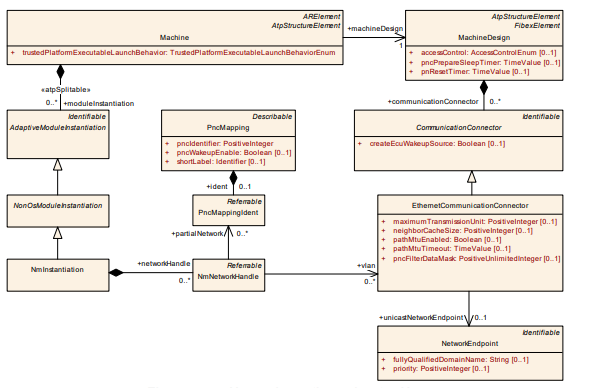 ARElement
AtpStructureElement
Machine
+ trustedPlatformExecutableLaunchBehavior: TrustedPlatformExecutableLaunchBehaviorEnum
+machineDesign
1
AtpStructureElement
FibexElement
MachineDesign
+ accessControl: AccessControlEnum [0..1]
+ pncPrepareSleepTimer: TimeValue [0..1]
+ pnResetTimer: TimeValue [0..1]
«atpSplitable»
0..* +moduleInstantiation
+communicationConnector 0..*
Identifiable
AdaptiveModuleInstantiation
Describable
PncMapping
+ pncIdentifier: PositiveInteger
+ pncWakeupEnable: Boolean [0..1]
+ shortLabel: Identifier [0..1]
Identifiable
CommunicationConnector
+ createEcuWakeupSource: Boolean [0..1]
+ident 0..1
NonOsModuleInstantiation
Referrable
PncMappingIdent
EthernetCommunicationConnector
+ maximumTransmissionUnit: PositiveInteger [0..1]
+ neighborCacheSize: PositiveInteger [0..1]
+ pathMtuEnabled: Boolean [0..1]
+ pathMtuTimeout: TimeValue [0..1]
+ pncFilterDataMask: PositiveUnlimitedInteger [0..1]
+partialNetwork 0..*
NmInstantiation
+networkHandle
0..*
Referrable
NmNetworkHandle
+vlan
0..*
+unicastNetworkEndpoint 0..1
Identifiable
NetworkEndpoint
+ fullyQualifiedDomainName: String [0..1]
+ priority: PositiveInteger [0..1]